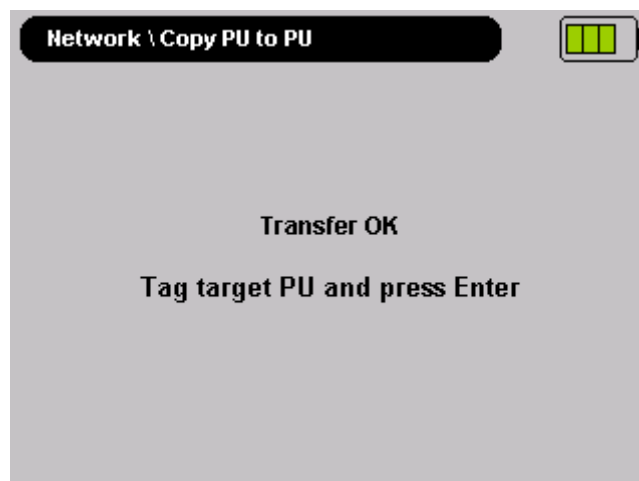 Network \ Copy PU to PU
Transfer OK
Tag target PU and press Enter